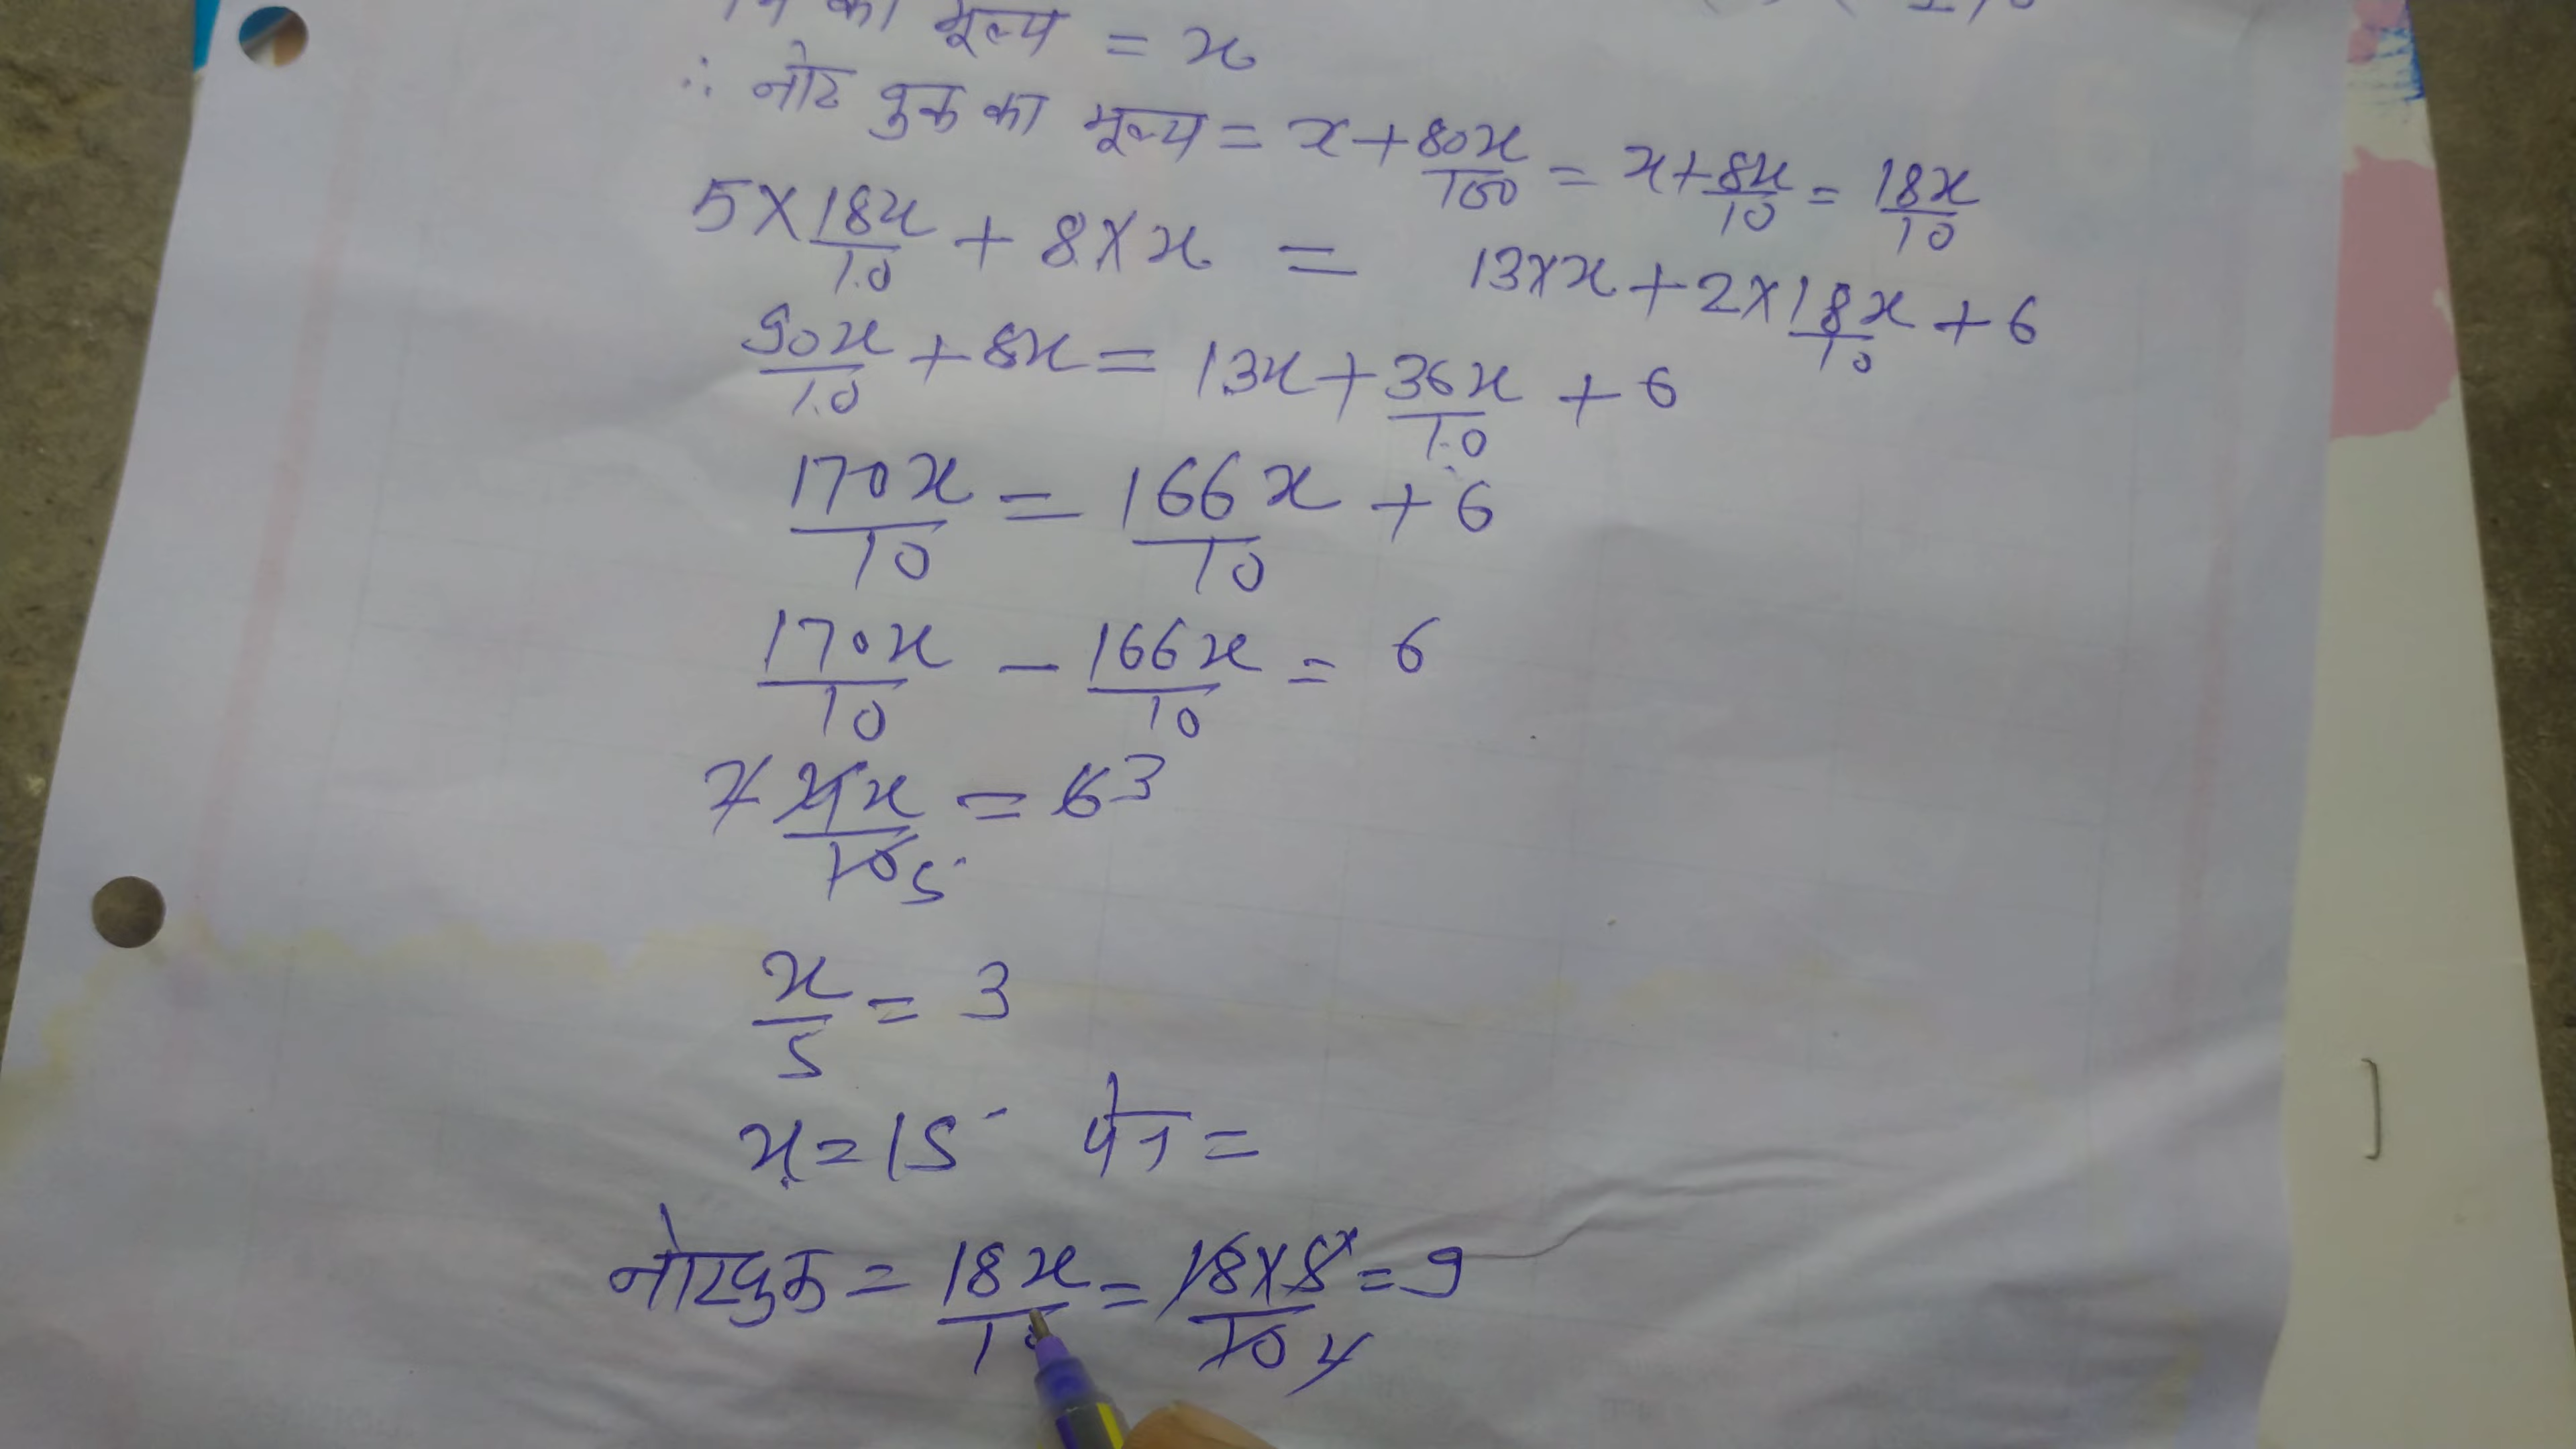 का मूल्य = x
∴ नोट बुक का मूल्य = x + 80x/100 = x + 8x/10 = 18x/10
5 × 18x/10 + 8 × x = 13 × x + 2 × 18x/10 + 6
90x/10 + 8x = 13x + 36x/10 + 6
170x/10 = 166x/10 + 6
170x/10 - 166x/10 = 6
4x/10 5 = 6 3
x/5 = 3
x = 15 पेन =
नोटबुक = 18x/10 = 18×5/10 = 9